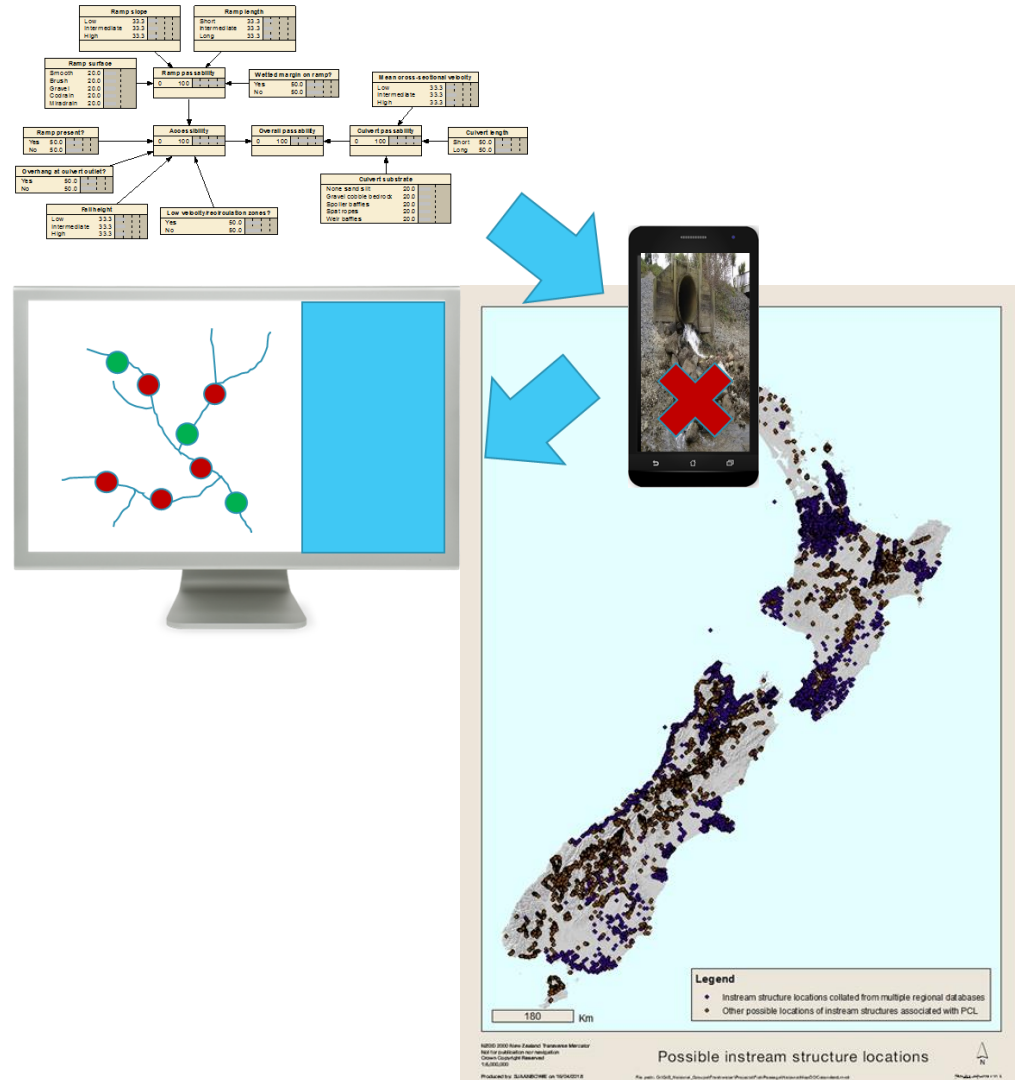 Ramp slope
Low 33.3
Intermediate 33.3
High 33.3
Ramp length
Short 33.3
Intermediate 33.3
Long 33.3
Ramp surface
Smooth 20.0
Brush 20.0
Gravel 20.0
Codrain 20.0
Miradrain 20.0
Ramp passability
0 100
Wetted margin on ramp?
Yes 50.0
No 50.0
Mean cross-sectional velocity
Low 33.3
Intermediate 33.3
High 33.3
Ramp present?
Yes 50.0
No 50.0
Accessibility
0 100
Overall passability
0 100
Culvert passability
0 100
Culvert length
Short 50.0
Long 50.0
Overhang at culvert outlet?
Yes 50.0
No 50.0
Culvert substrate
None sand silt 20.0
Gravel cobble bedrock 20.0
Spoiler baffles 20.0
Spat ropes 20.0
Weir baffles 20.0
Fall height
Low 33.3
Intermediate 33.3
High 33.3
Low velocity/recirculation zones?
Yes 50.0
No 50.0
Legend
Instream structure locations collated from multiple regional databases
Other possible locations of instream structures associated with PCL
180 Km
NZGD 2000 New Zealand Transverse Mercator
Not for publication nor navigation
Crown Copyright Reserved
Possible instream structure locations
N